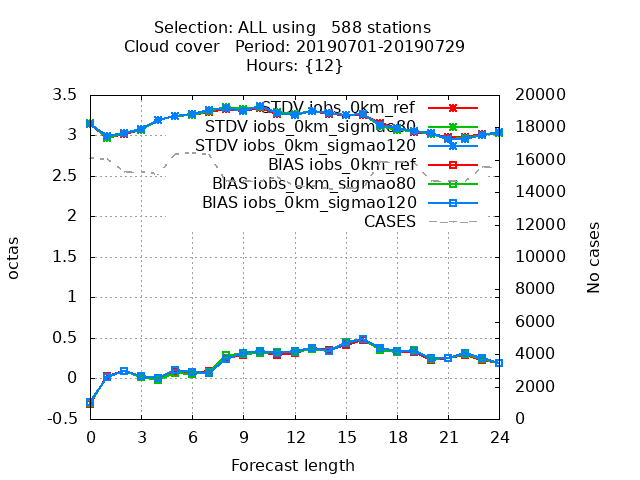 Selection: ALL using   588 stations
Cloud cover   Period: 20190701-20190729
Hours: {12}
3.5
3
2.5
2
1.5
1
0.5
0
-0.5
octas
STDV iobs_0km_ref
STDV iobs_0km_sigmao80
STDV iobs_0km_sigmao120
BIAS iobs_0km_ref
BIAS iobs_0km_sigmao80
BIAS iobs_0km_sigmao120
CASES
20000
18000
16000
14000
12000
10000
8000
6000
4000
2000
0
No cases
0 3 6 9 12 15 18 21 24
Forecast length